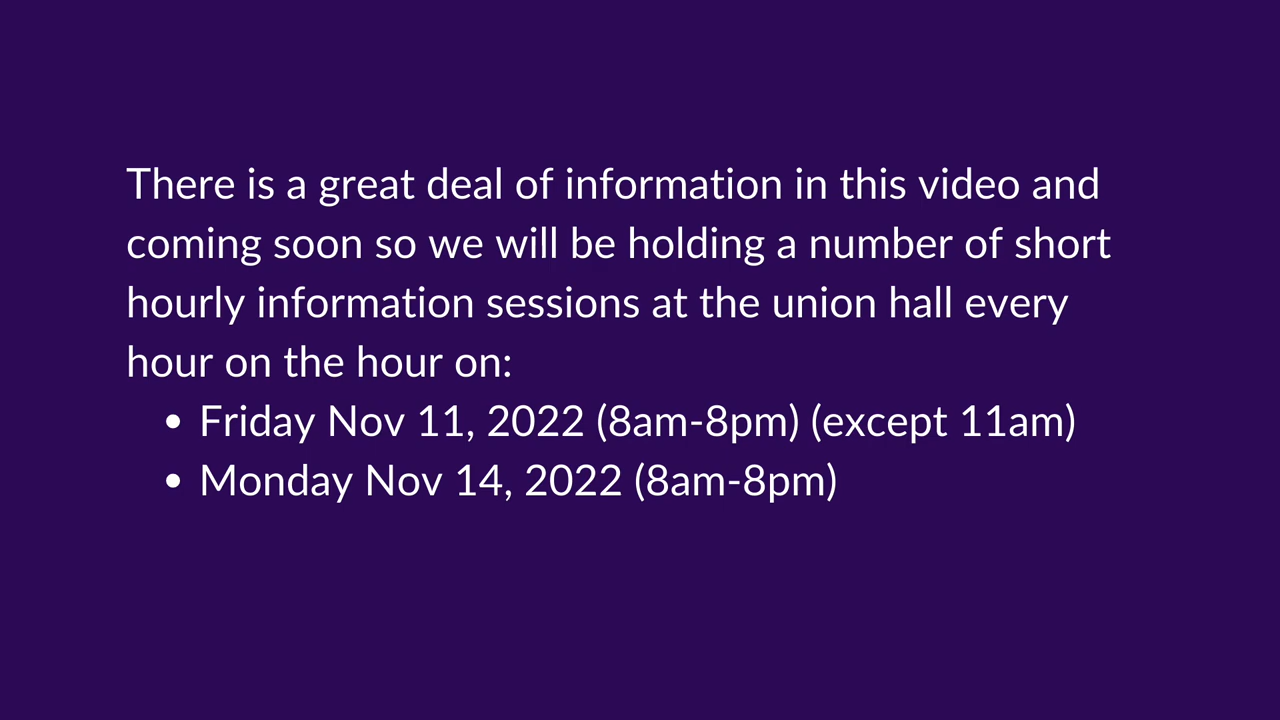 There is a great deal of information in this video and
coming soon so we will be holding a number of short
hourly information sessions at the union hall every
hour on the hour on:
• Friday Nov 11, 2022 (8am-8pm) (except 11am)
• Monday Nov 14, 2022 (8am-8pm)